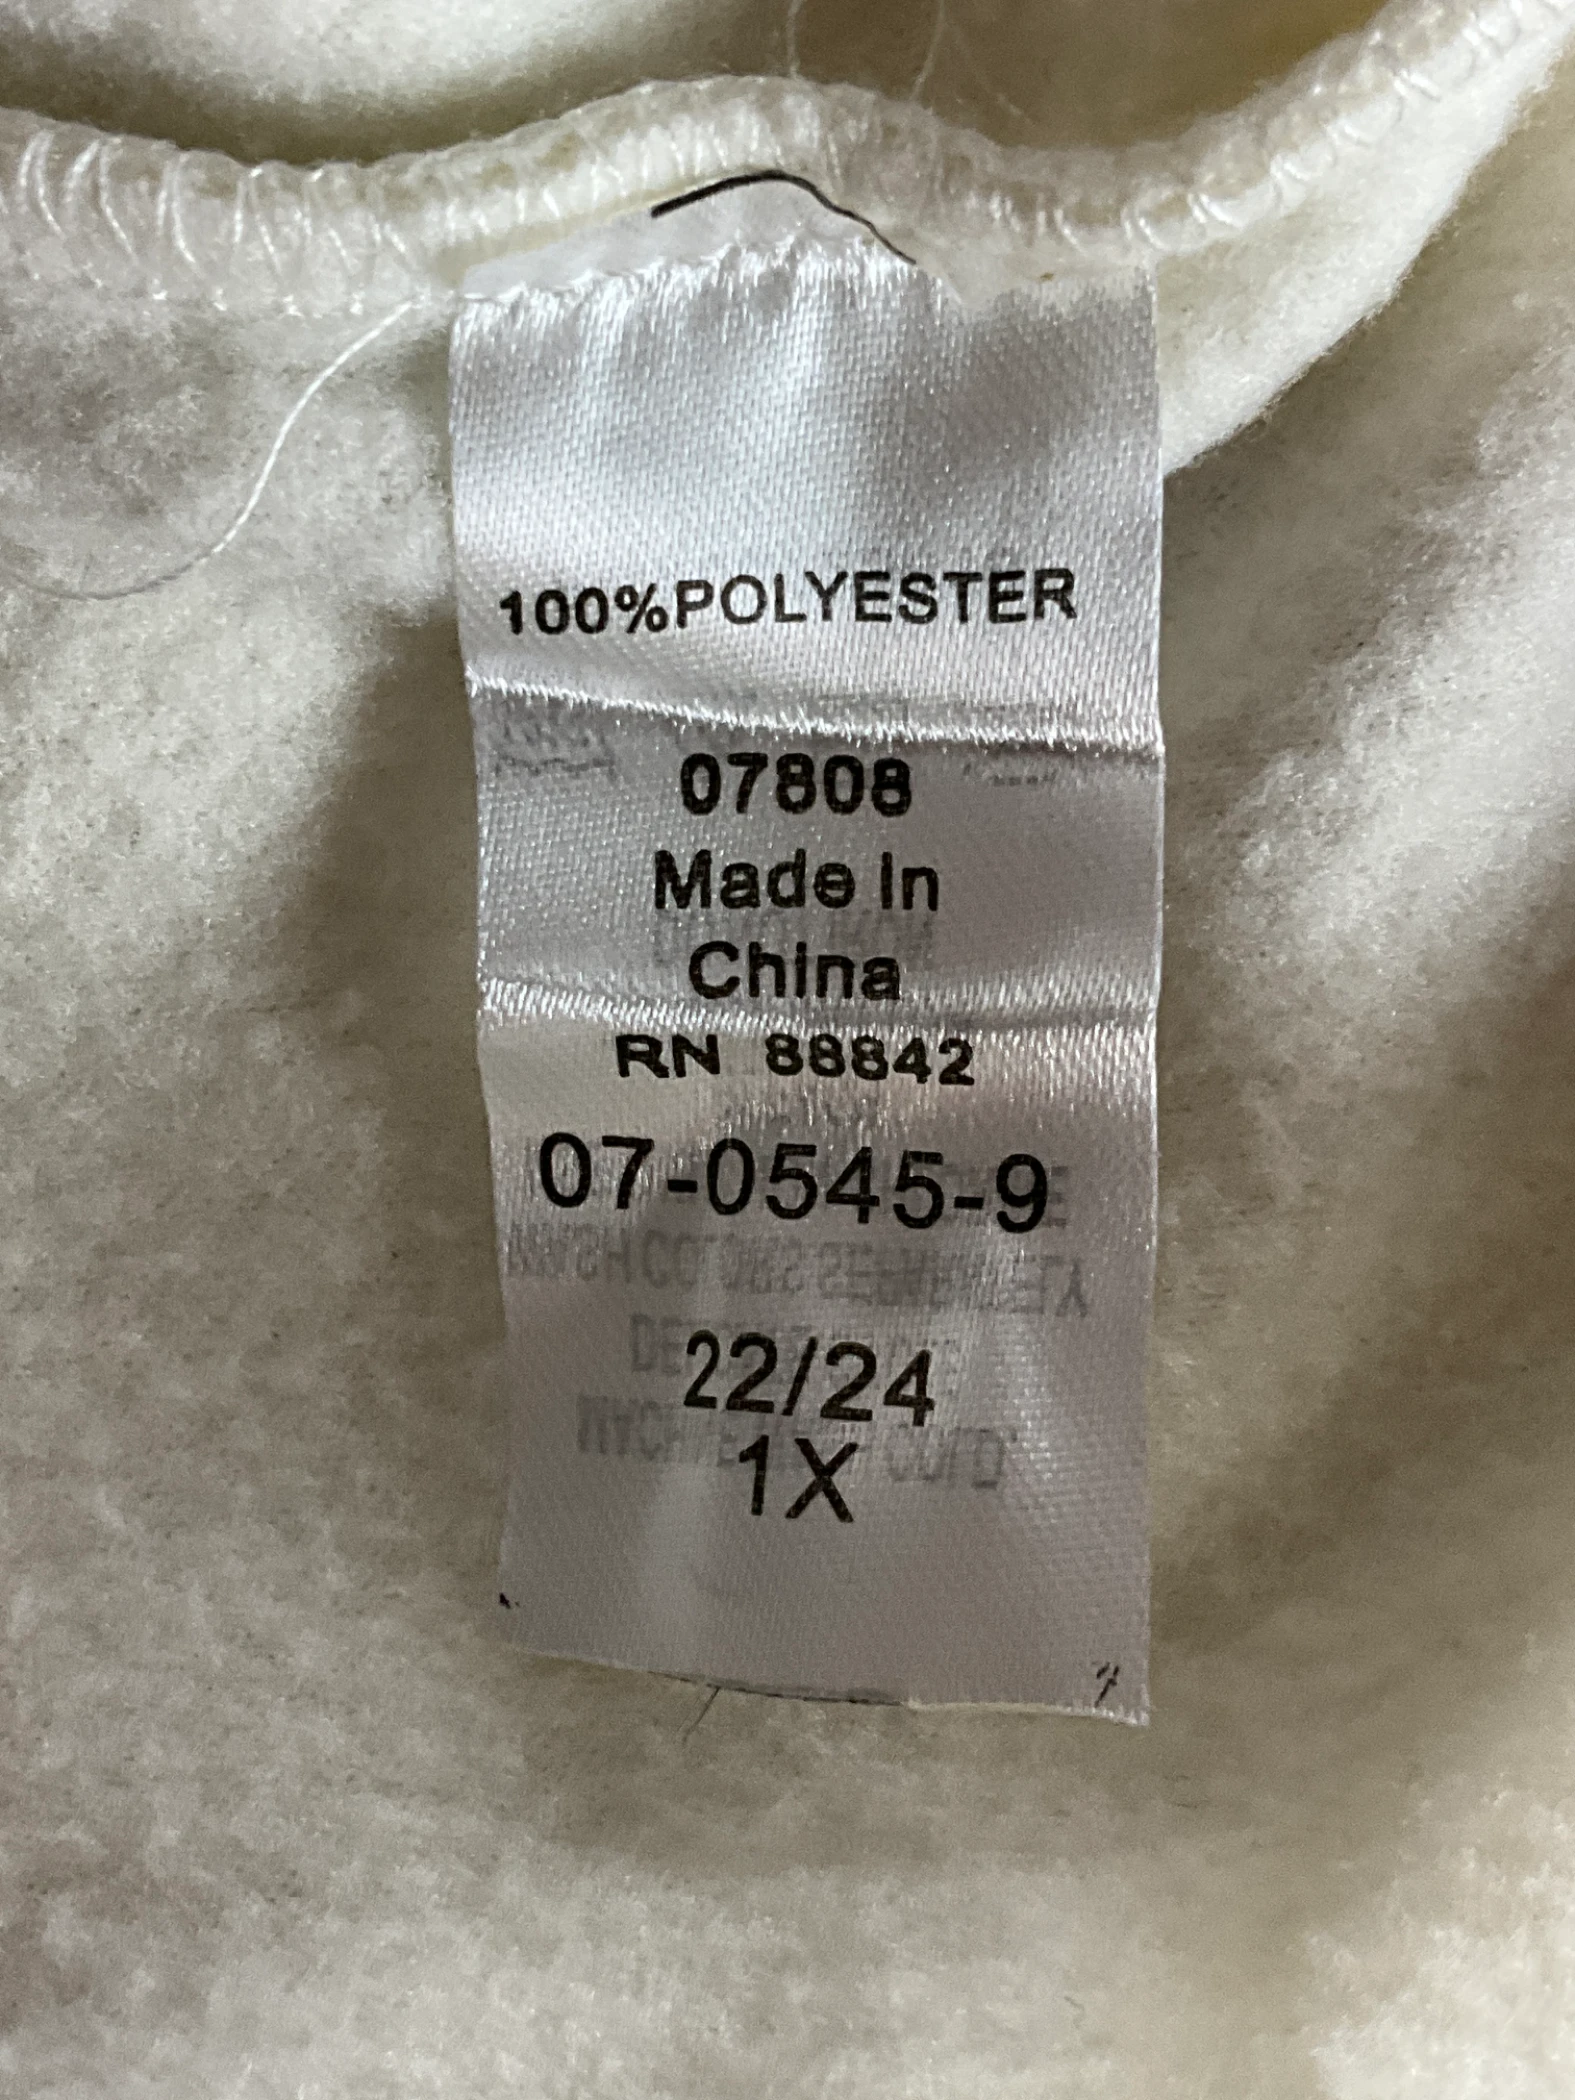 100%POLYESTER
07808
Made In
China
RN 88842
07-0545-9
22/24
1X